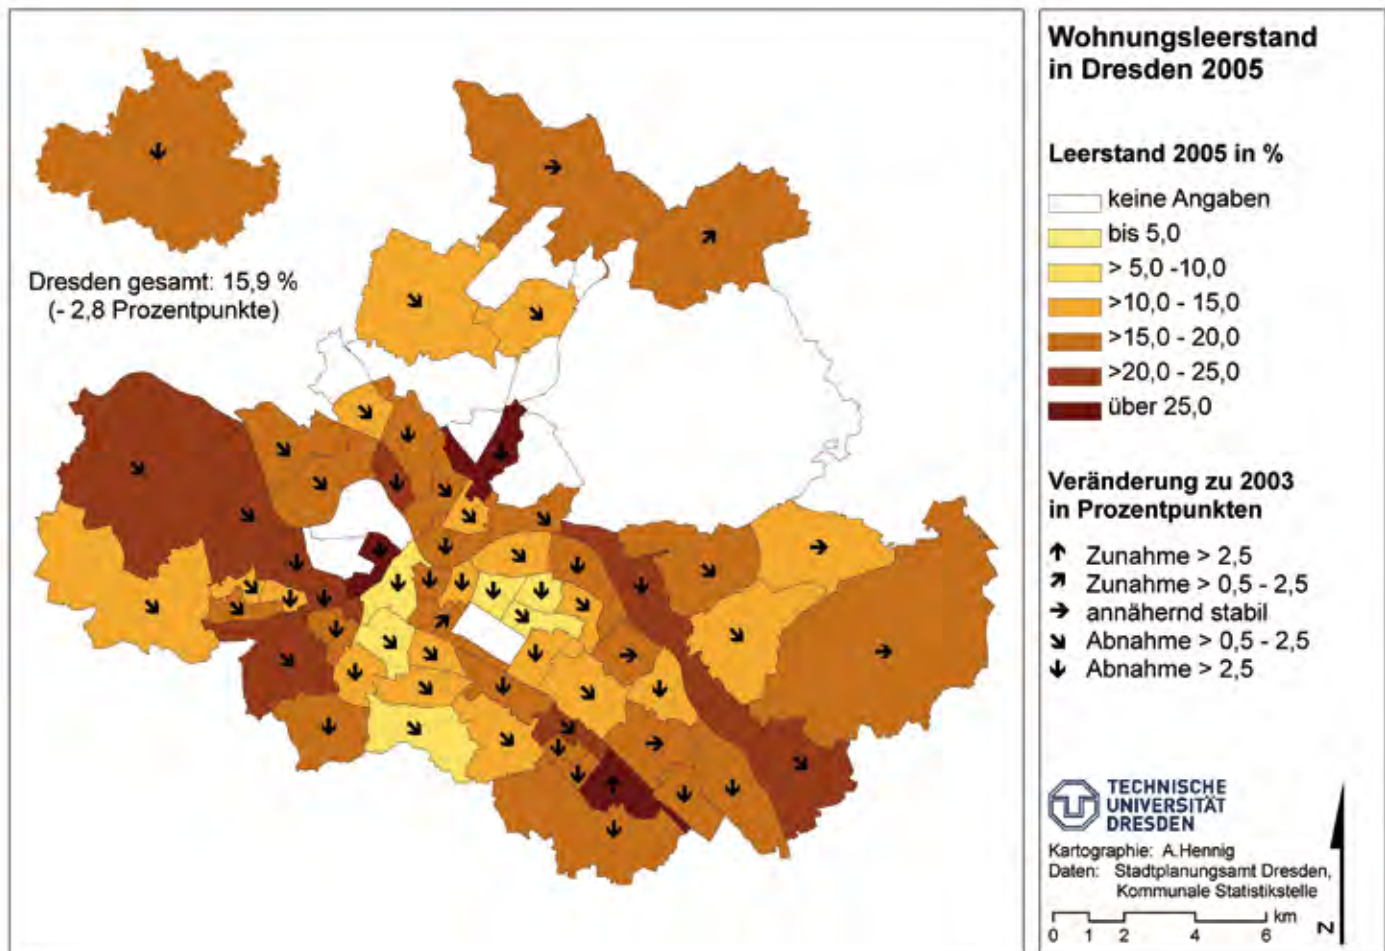 Dresden gesamt: 15,9 %
(- 2,8 Prozentpunkte)
Wohnungsleerstand
in Dresden 2005
Leerstand 2005 in %
keine Angaben
bis 5,0
> 5,0 -10,0
>10,0 - 15,0
>15,0 - 20,0
>20,0 - 25,0
über 25,0
Veränderung zu 2003
in Prozentpunkten
Zunahme > 2,5
Zunahme > 0,5 - 2,5
annähernd stabil
Abnahme > 0,5 - 2,5
Abnahme > 2,5
TECHNISCHE
UNIVERSITÄT
DRESDEN
Kartographie: A.Hennig
Daten: Stadtplanungsamt Dresden,
Kommunale Statistikstelle
km
0 1 2 4 6
N